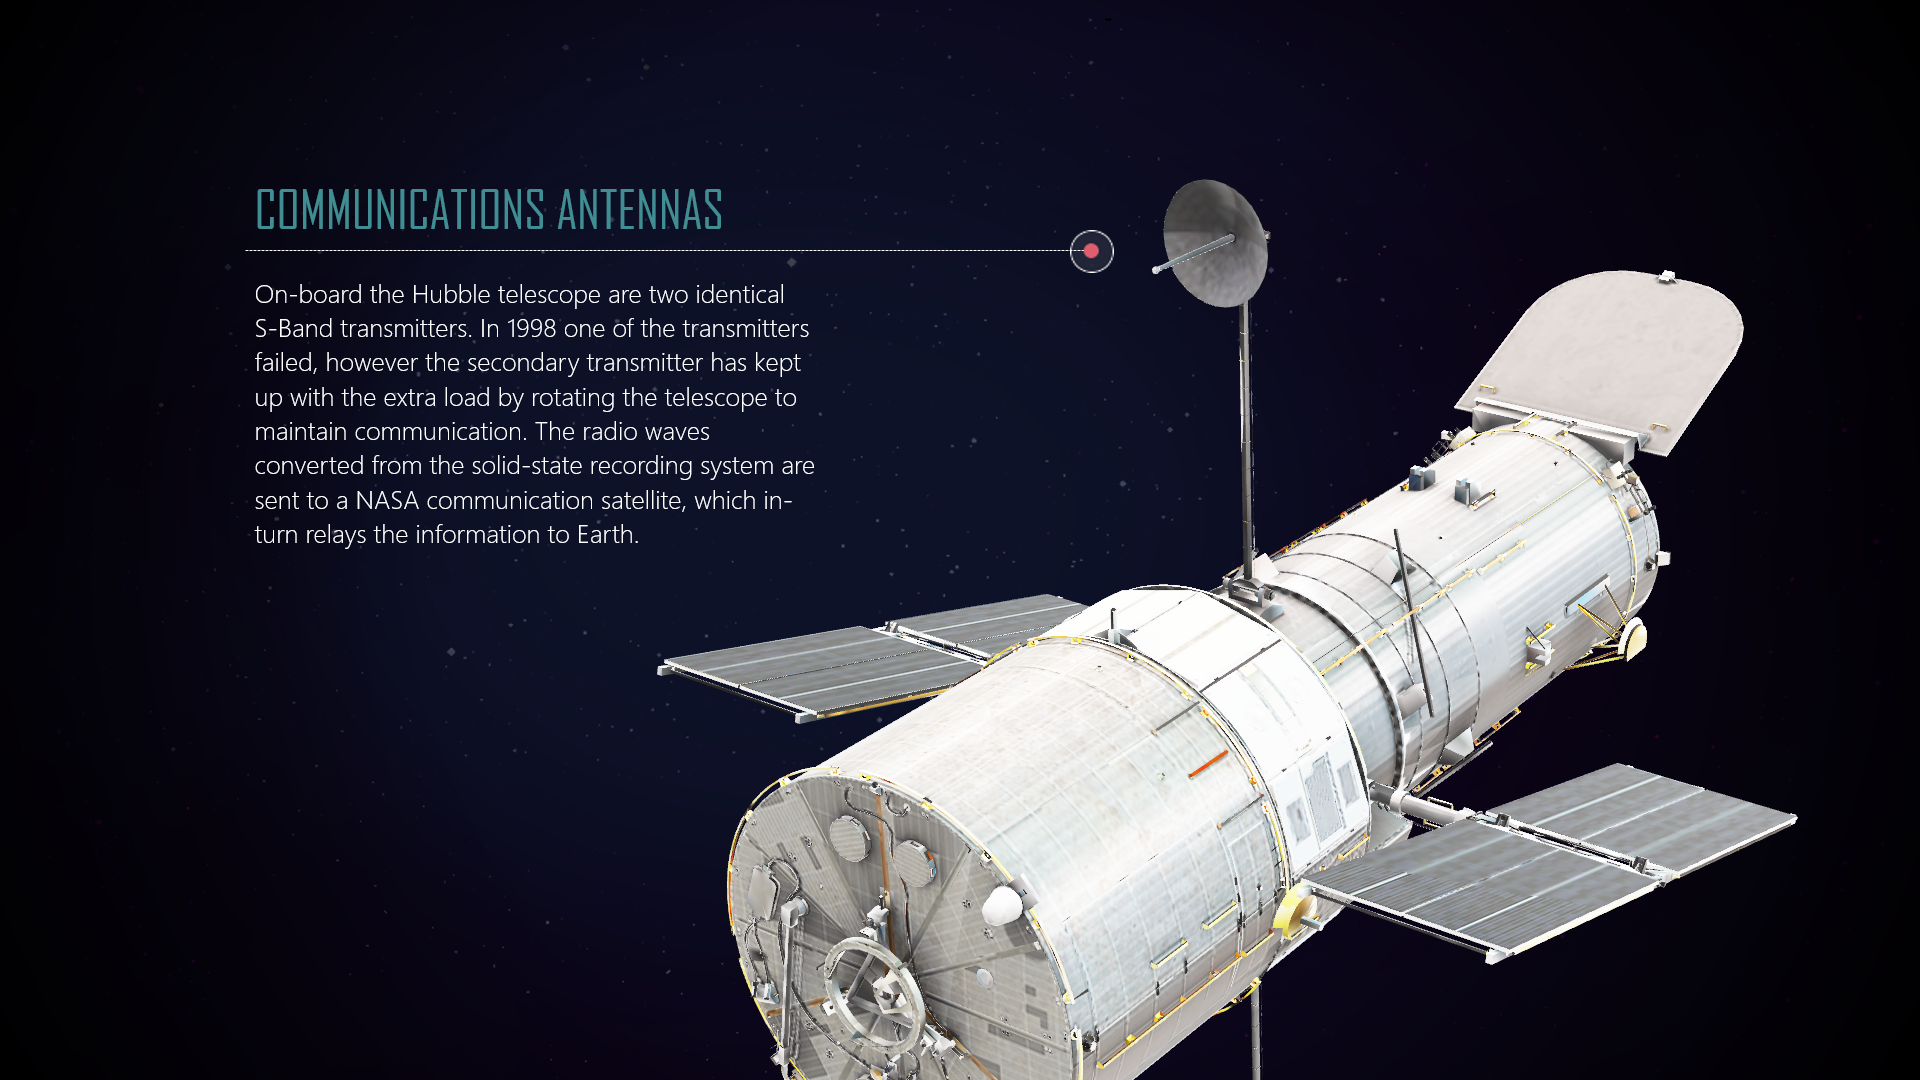 COMMUNICATIONS ANTENNAS
On-board the Hubble telescope are two identical
S-Band transmitters. In 1998 one of the transmitters
failed, however the secondary transmitter has kept
up with the extra load by rotating the telescope to
maintain communication. The radio waves
converted from the solid-state recording system are
sent to a NASA communication satellite, which in-
turn relays the information to Earth.